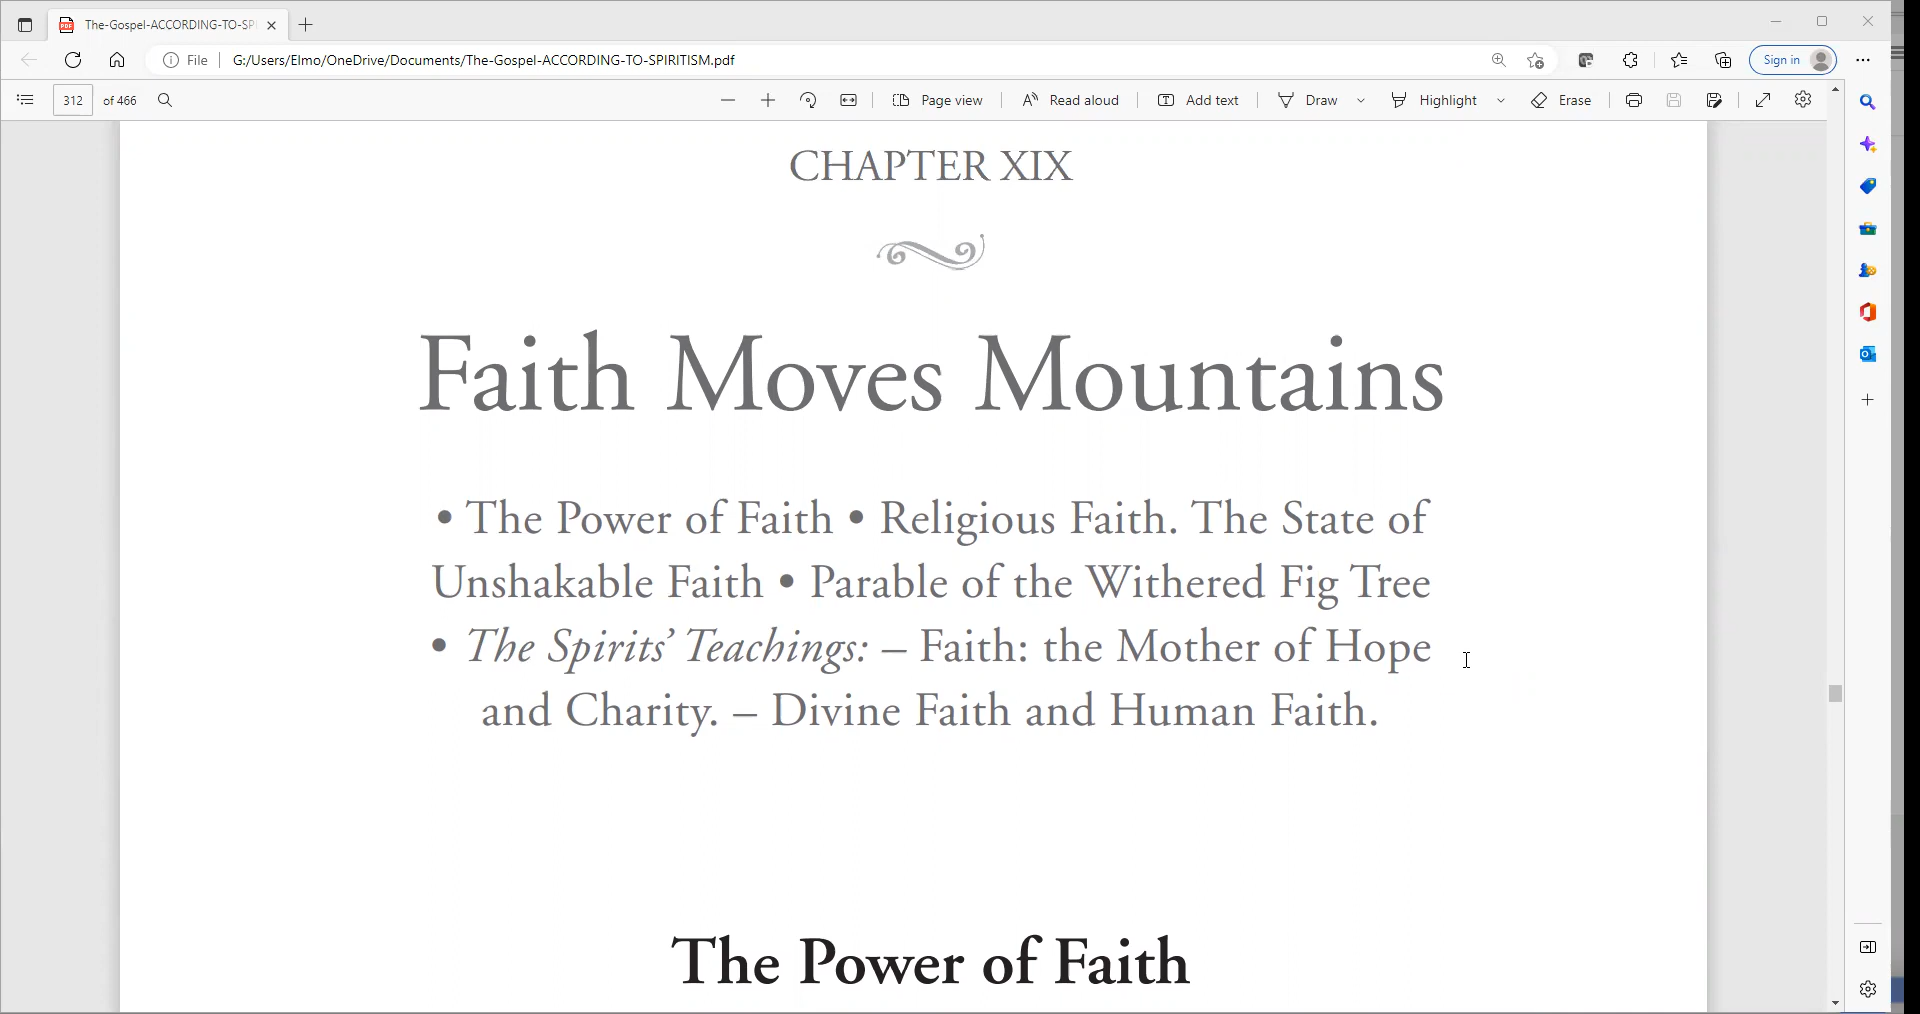 The-Gospel-ACCORDING-TO-SPI
File G:/Users/Elmo/OneDrive/Documents/The-Gospel-ACCORDING-TO-SPIRITISM.pdf Sign in
312 of 466 Page view Read aloud Add text Draw Highlight Erase
CHAPTER XIX
Faith Moves Mountains
• The Power of Faith • Religious Faith. The State of
Unshakable Faith • Parable of the Withered Fig Tree
• The Spirits’ Teachings: – Faith: the Mother of Hope
and Charity. – Divine Faith and Human Faith.
The Power of Faith